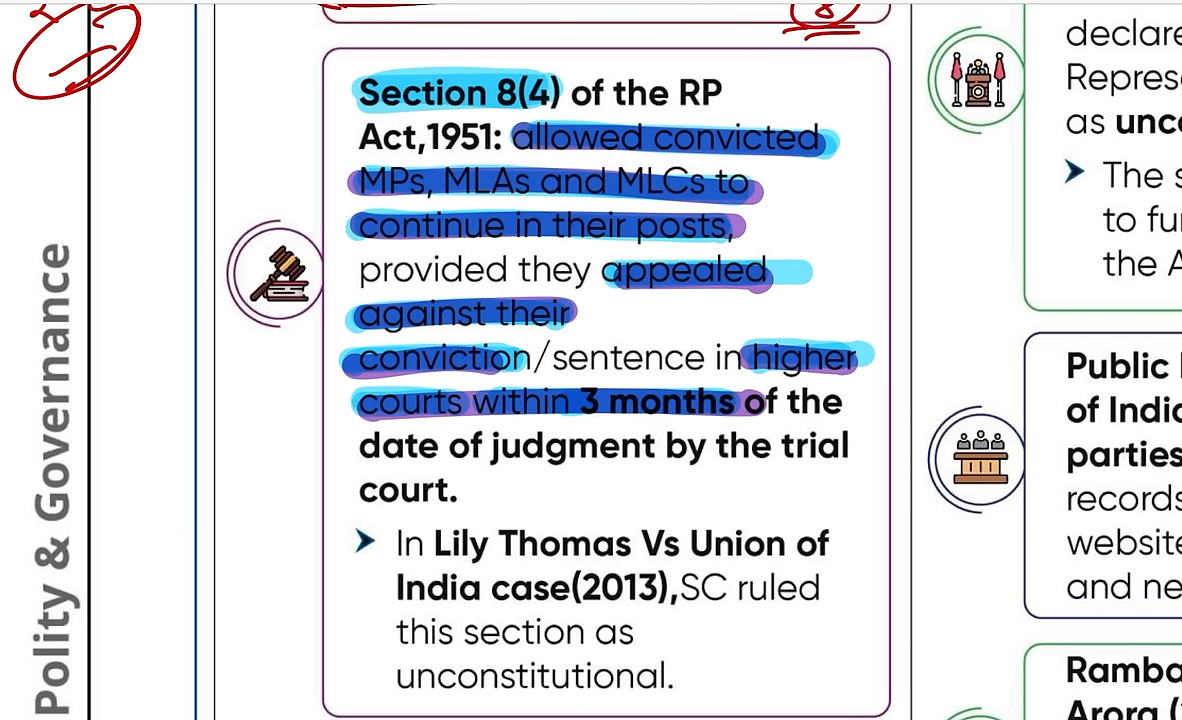 8
Polity & Governance
Section 8(4) of the RP
Act,1951: allowed convicted
MPs, MLAs and MLCs to
continue in their posts,
provided they appealed
against their
conviction/sentence in higher
courts within 3 months of the
date of judgment by the trial
court.
➤ In Lily Thomas Vs Union of
India case(2013),SC ruled
this section as
unconstitutional.
declare
Represe
as unco
➤ The s
to fu
the A
Public
of India
parties
records
website
and ne
Ramba
Arora (